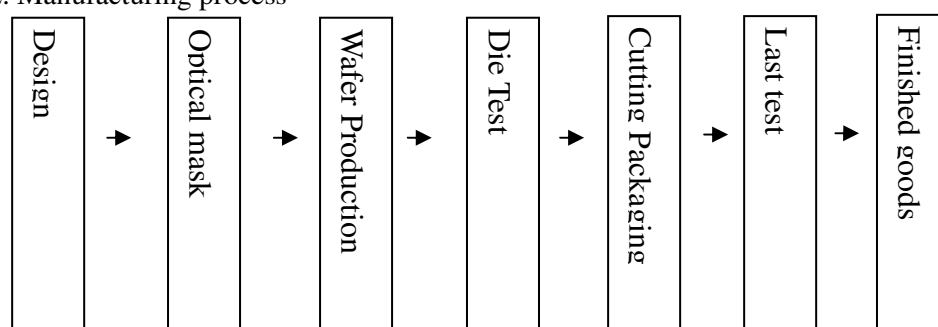 Manufacturing process
Design
Optical mask
Wafer Production
Die Test
Cutting Packaging
Last test
Finished goods